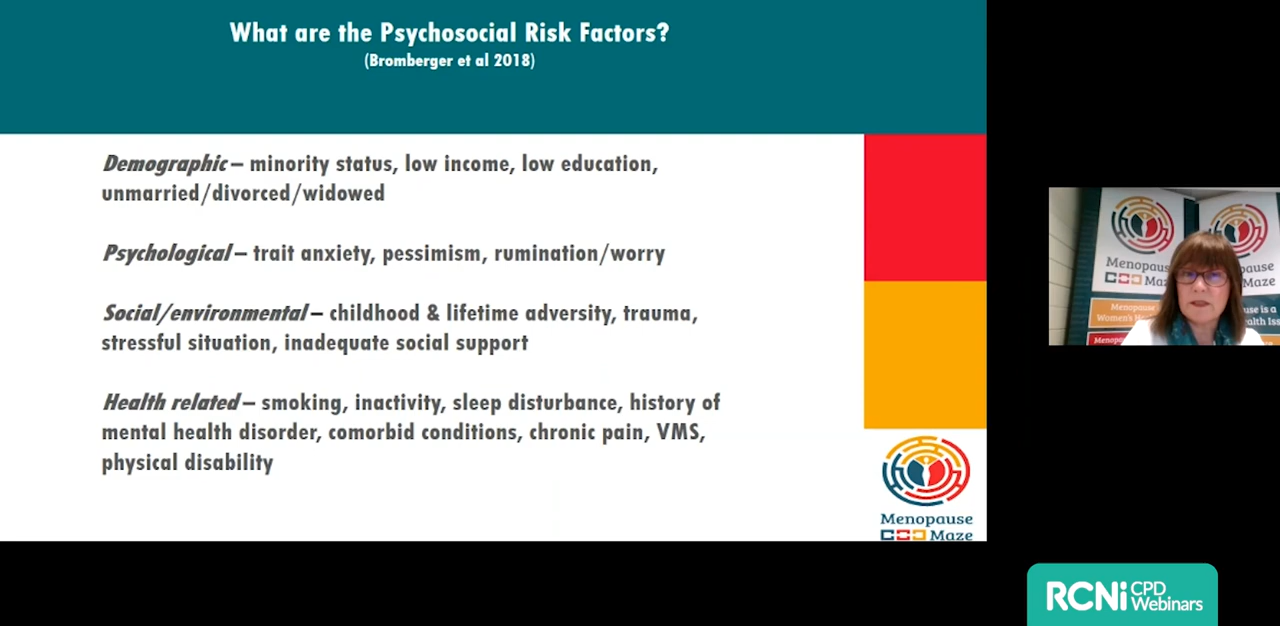 What are the Psychosocial Risk Factors?
(Bromberger et al 2018)
Demographic – minority status, low income, low education,
unmarried/divorced/widowed
Psychological – trait anxiety, pessimism, rumination/worry
Social/environmental – childhood & lifetime adversity, trauma,
stressful situation, inadequate social support
Health related – smoking, inactivity, sleep disturbance, history of
mental health disorder, comorbid conditions, chronic pain, VMS,
physical disability
Menopause
Maze
Menopause
Maze
Menopause
Women's
Menopause
Maze
RCNi CPD
Webinars